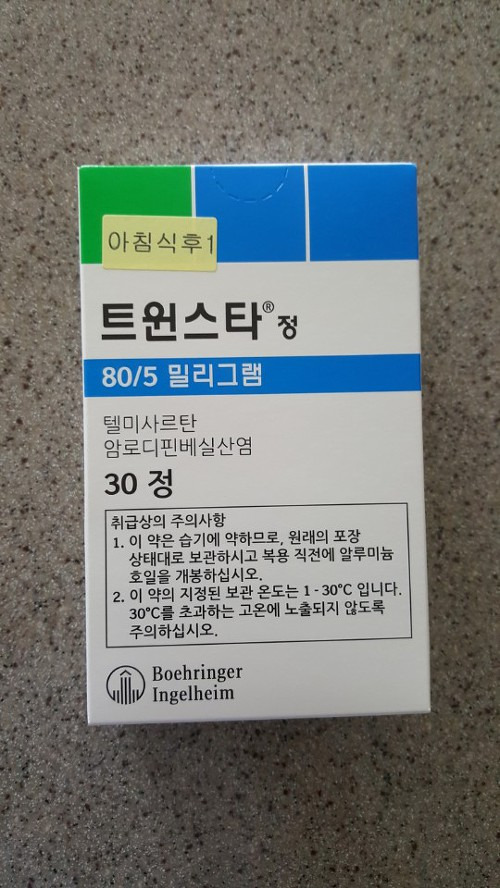 아침식후1
트윈스타® 정
80/5 밀리그램
텔미사르탄
암로디핀베실산염
30 정
취급상의 주의사항
1. 이 약은 습기에 약하므로, 원래의 포장
상태대로 보관하시고 복용 직전에 알루미늄
호일을 개봉하십시오.
2. 이 약의 지정된 보관 온도는 1 - 30°C 입니다.
30°C를 초과하는 고온에 노출되지 않도록
주의하십시오.
Boehringer
Ingelheim